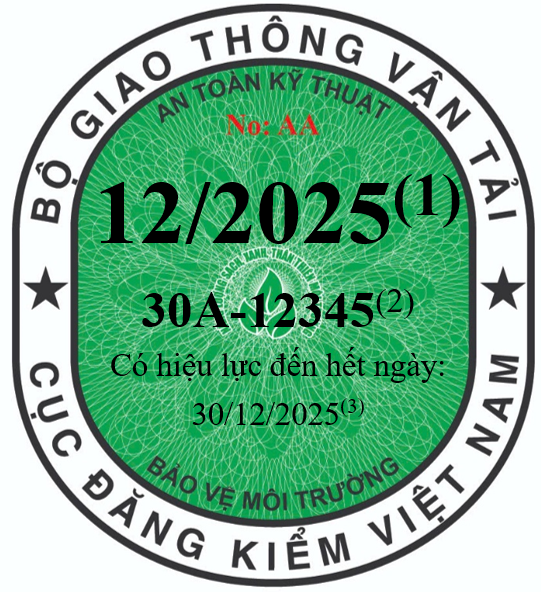 BỘ GIAO THÔNG VẬN TẢI
AN TOÀN KỸ THUẬT
No: AA
12/2025(1)
30A-12345(2)
Có hiệu lực đến hết ngày:
30/12/2025(3)
BẢO VỆ MÔI TRƯỜNG
CỤC ĐĂNG KIỂM VIỆT NAM